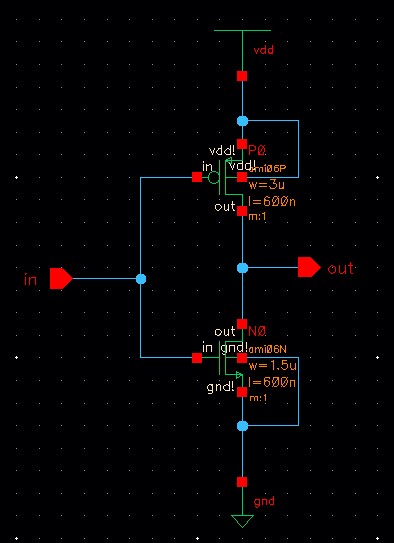 vdd
vdd! P0
in vdd! ami06P
w=3u
l=600n
out m:1
in
out
out N0
in gnd! ami06N
w=1.5u
l=600n
gnd! m:1
gnd